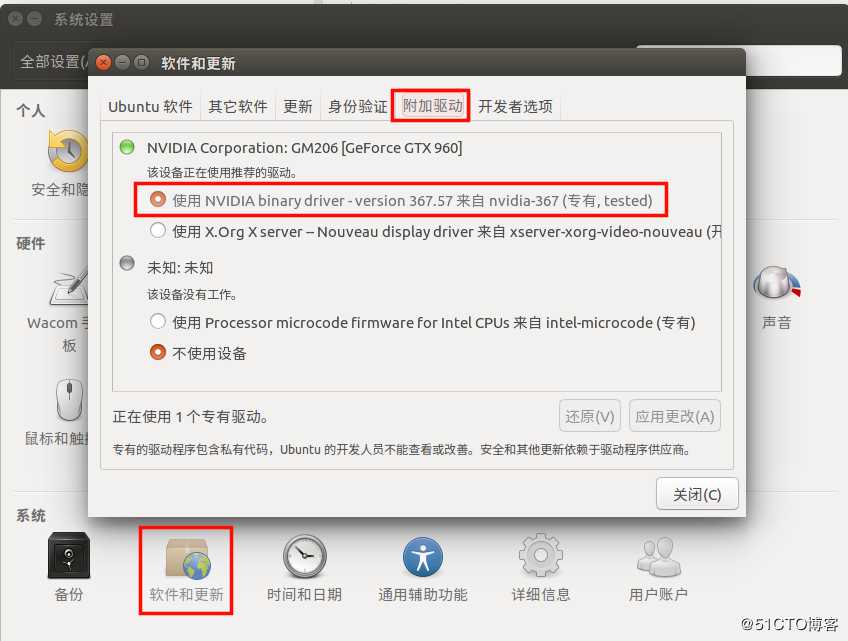 系统设置
全部设置(
软件和更新
Ubuntu 软件 其它软件 更新 身份验证 附加驱动 开发者选项
个人
安全和隐
硬件
Wacom 手
板
鼠标和触
声音
NVIDIA Corporation: GM206 [GeForce GTX 960]
该设备正在使用推荐的驱动。
使用 NVIDIA binary driver - version 367.57 来自 nvidia-367 (专有, tested)
使用 X.Org X server -- Nouveau display driver 来自 xserver-xorg-video-nouveau (开
未知: 未知
该设备没有工作。
使用 Processor microcode firmware for Intel CPUs 来自 intel-microcode (专有)
不使用设备
正在使用 1 个专有驱动。
还原(V) 应用更改(A)
专有的驱动程序包含私有代码，Ubuntu 的开发人员不能查看或改善。安全和其他更新依赖于驱动程序供应商。
关闭(C)
系统
备份 软件和更新 时间和日期 通用辅助功能 详细信息 用户账户
@51CTO博客